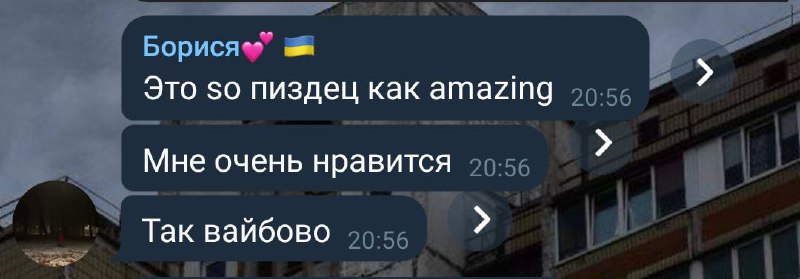 Борися💕 🇺🇦
Это so пиздец как amazing 20:56
Мне очень нравится 20:56
Так вайбово 20:56